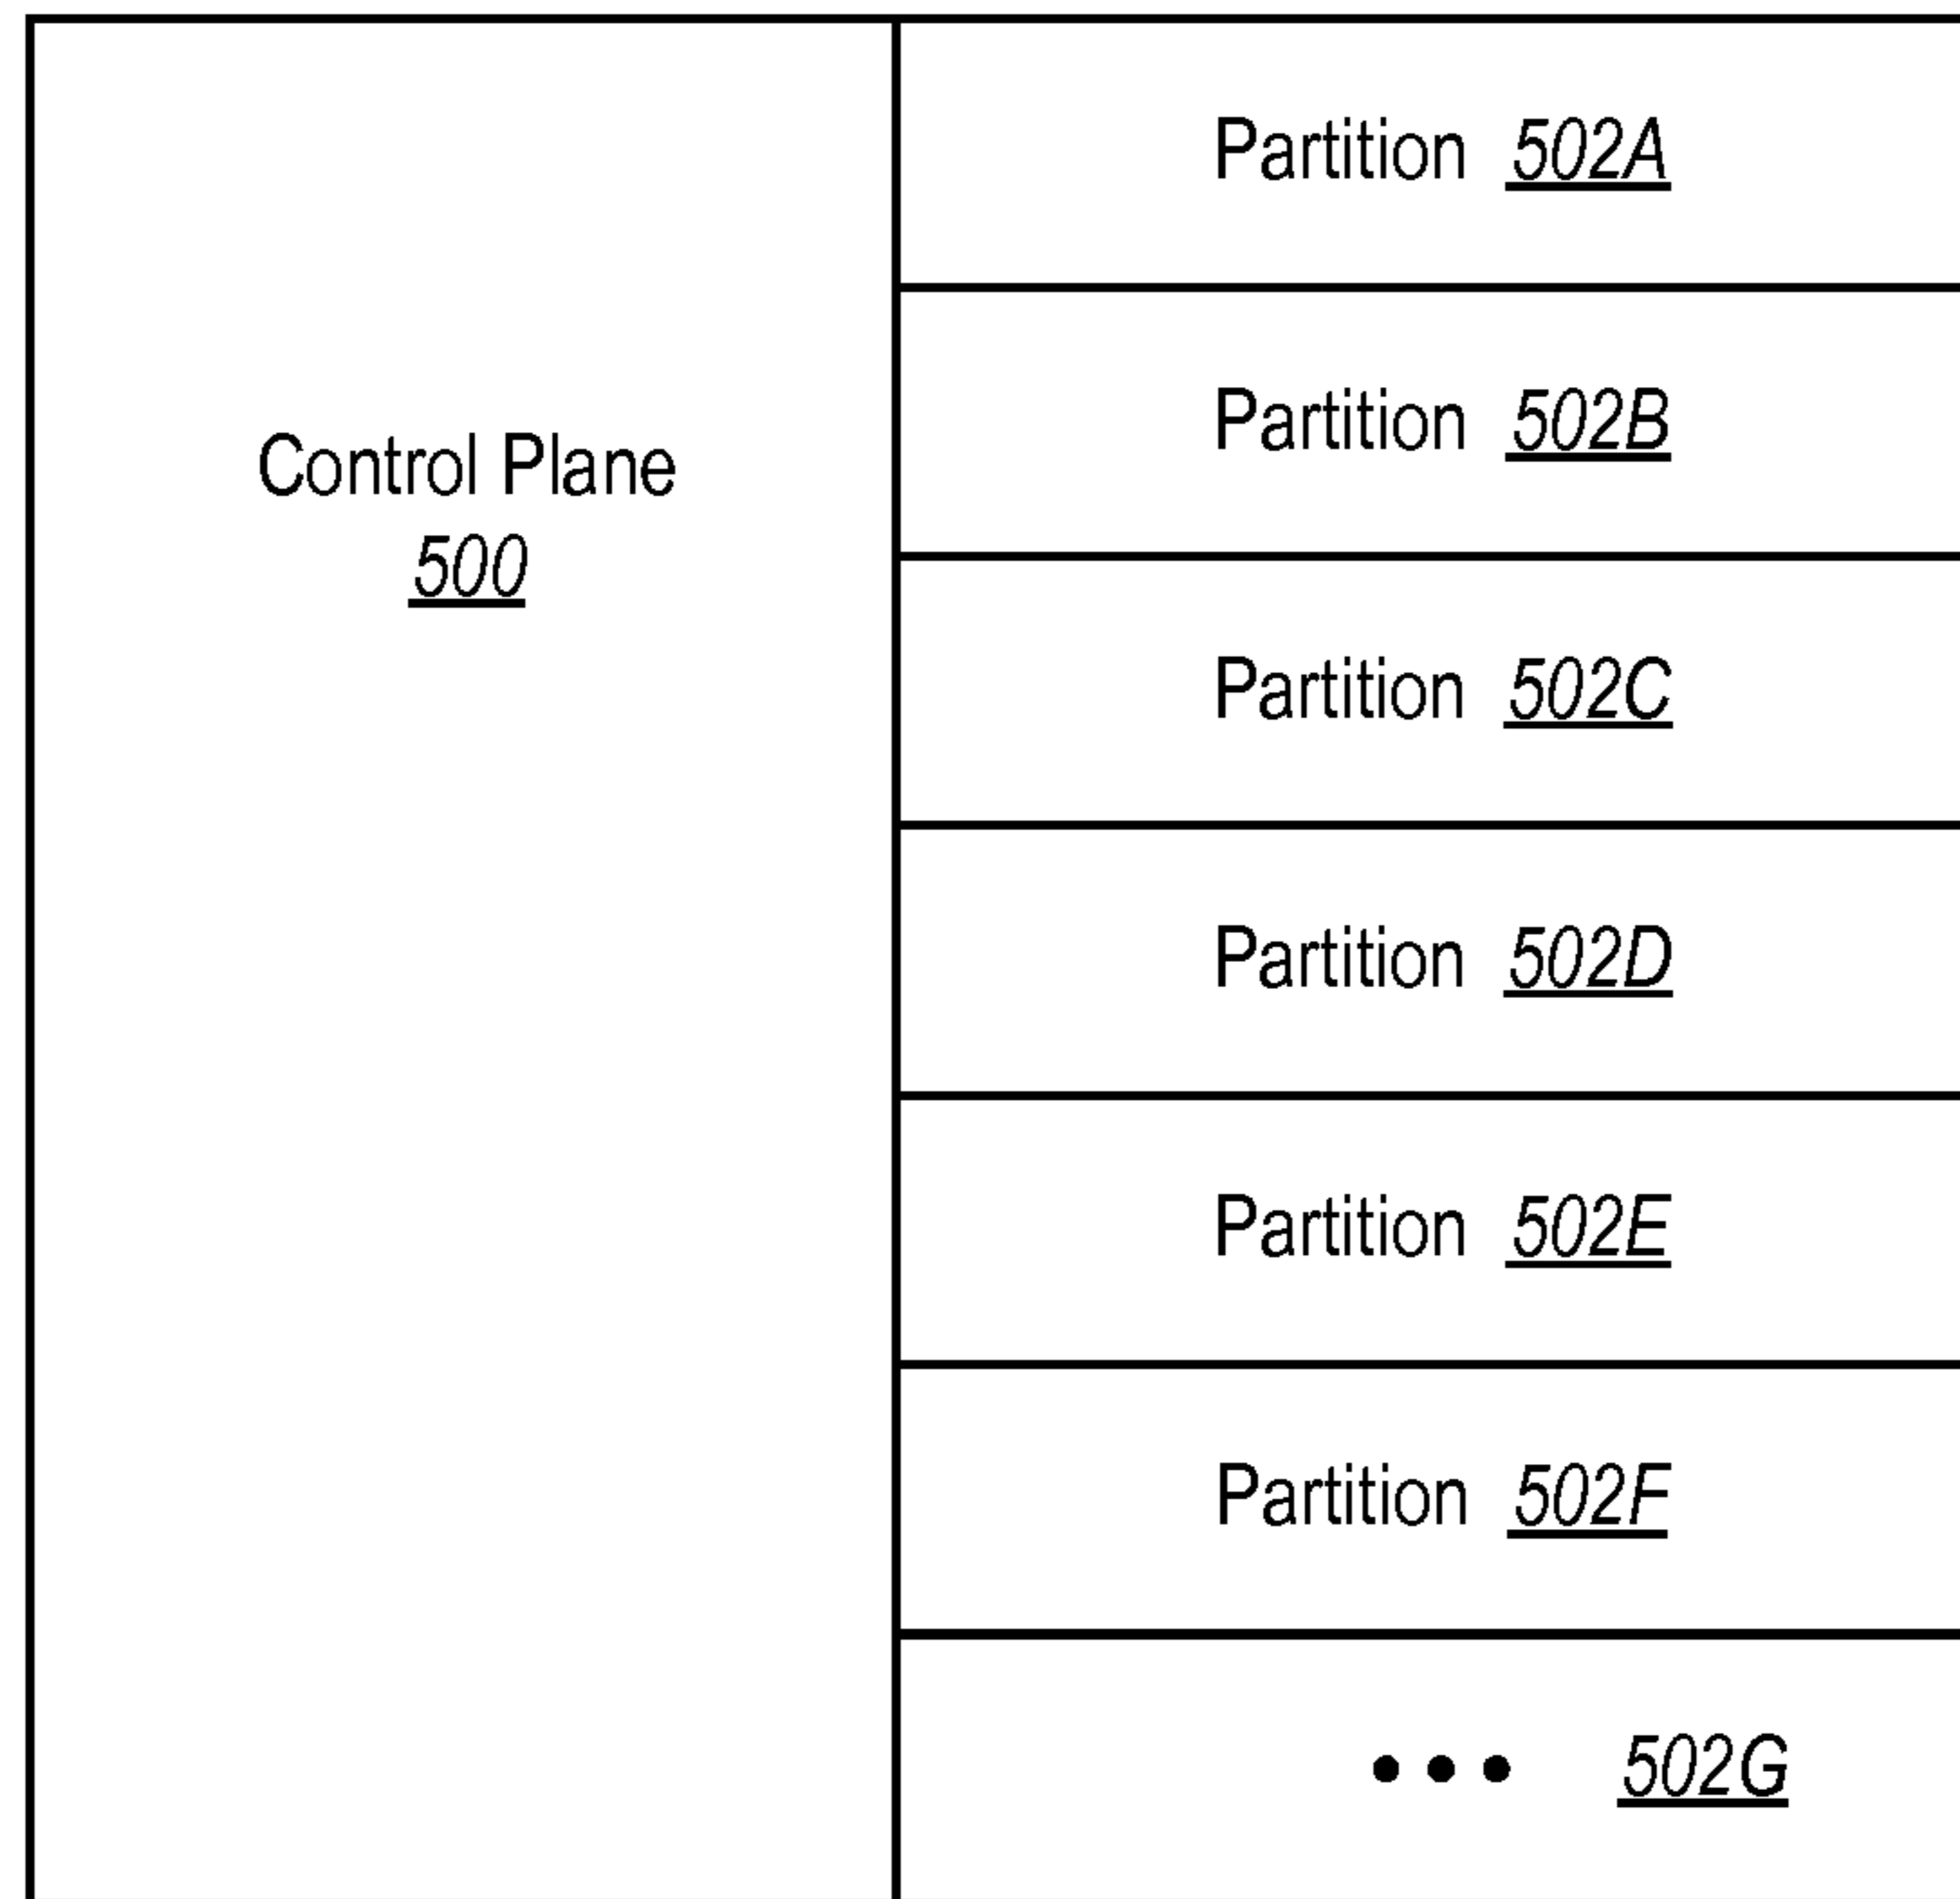 Control Plane
500
Partition 502A
Partition 502B
Partition 502C
Partition 502D
Partition 502E
Partition 502F
••• 502G